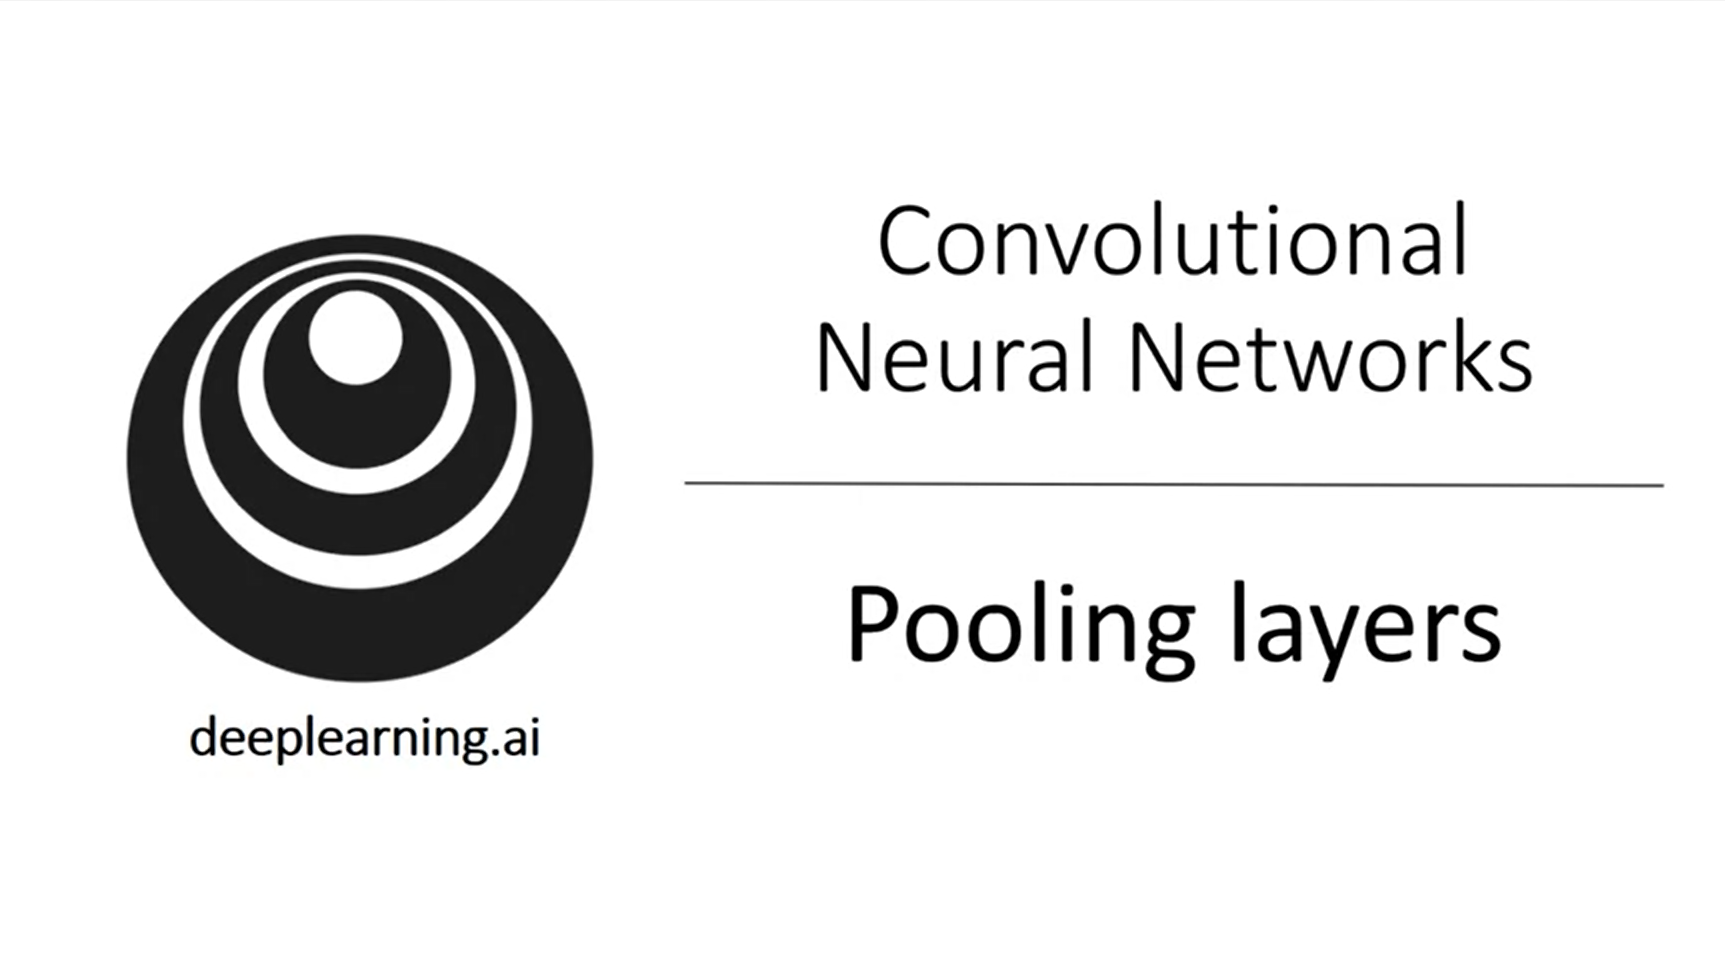 Convolutional
Neural Networks
Pooling layers
deeplearning.ai